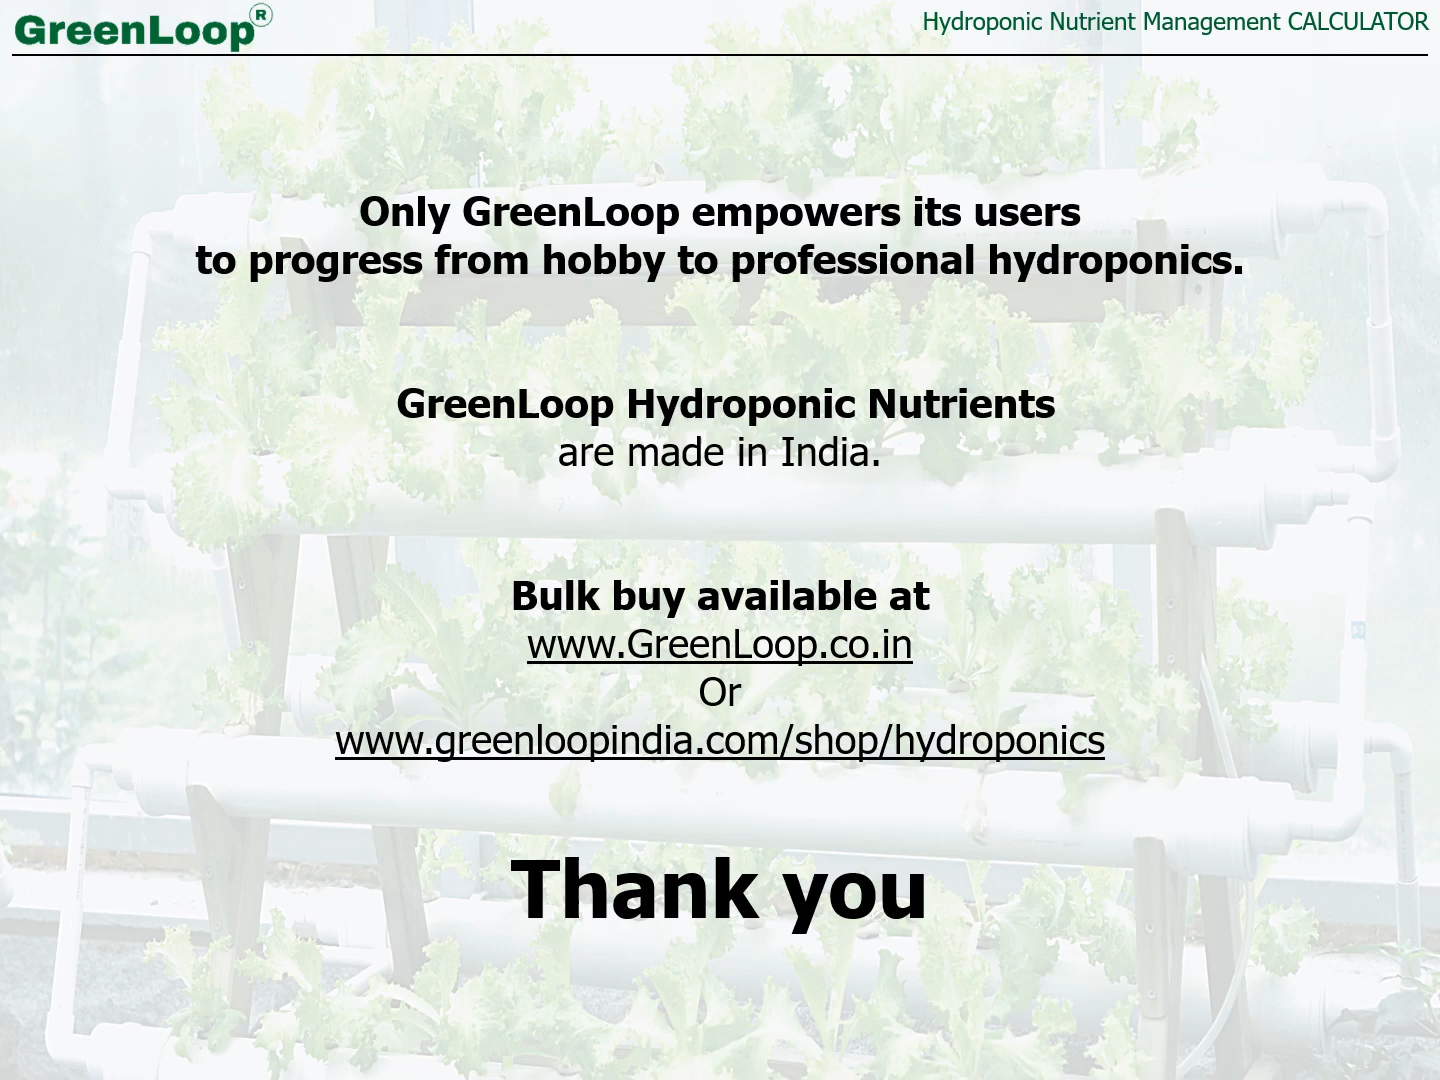 GreenLoop®
Hydroponic Nutrient Management CALCULATOR
Only GreenLoop empowers its users
to progress from hobby to professional hydroponics.
GreenLoop Hydroponic Nutrients
are made in India.
Bulk buy available at
www.GreenLoop.co.in
Or
www.greenloopindia.com/shop/hydroponics
Thank you